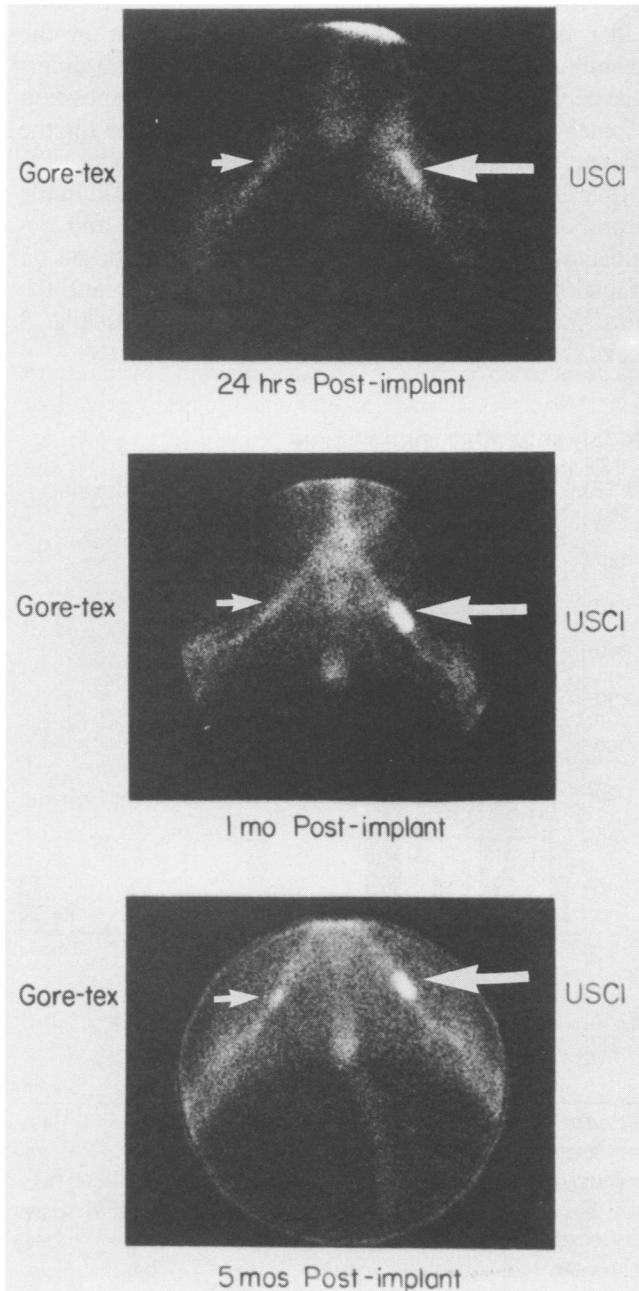 Gore-tex USCI
24 hrs Post-implant
Gore-tex USCI
1 mo Post-implant
Gore-tex USCI
5 mos Post-implant